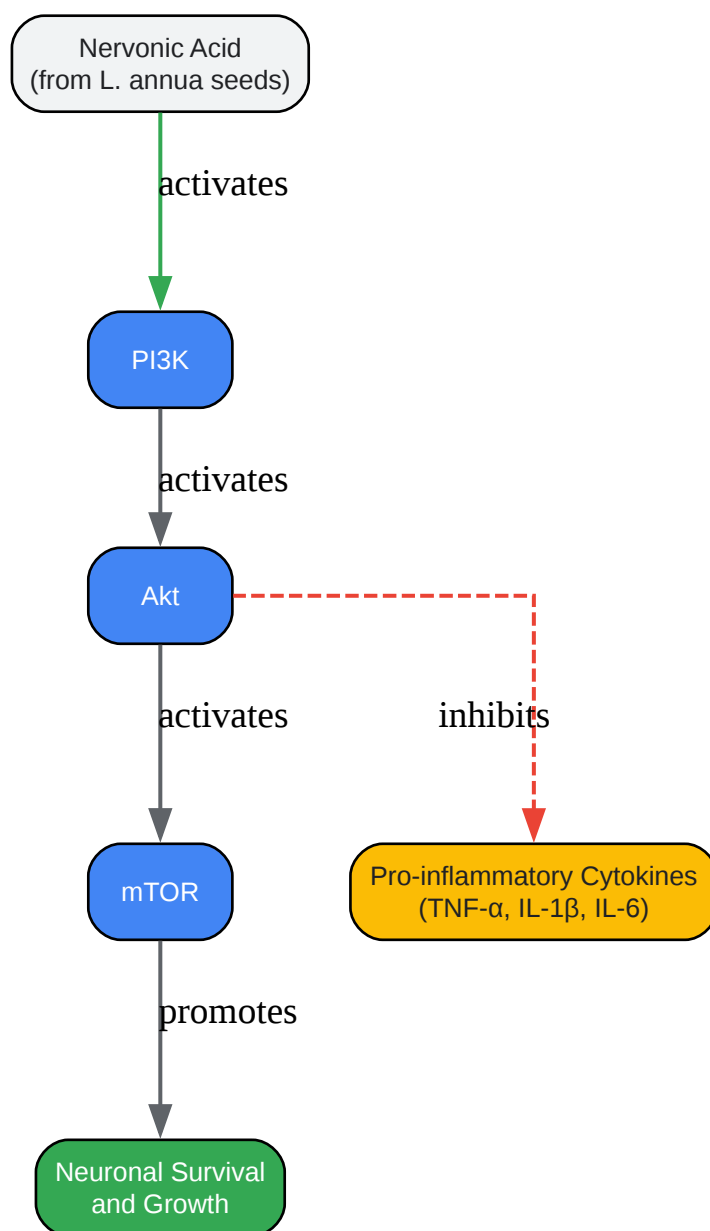 Nervonic Acid
(from L. annua seeds)
activates
PI3K
activates
Akt
activates
inhibits
mTOR
Pro-inflammatory Cytokines
(TNF-α, IL-1β, IL-6)
promotes
Neuronal Survival
and Growth